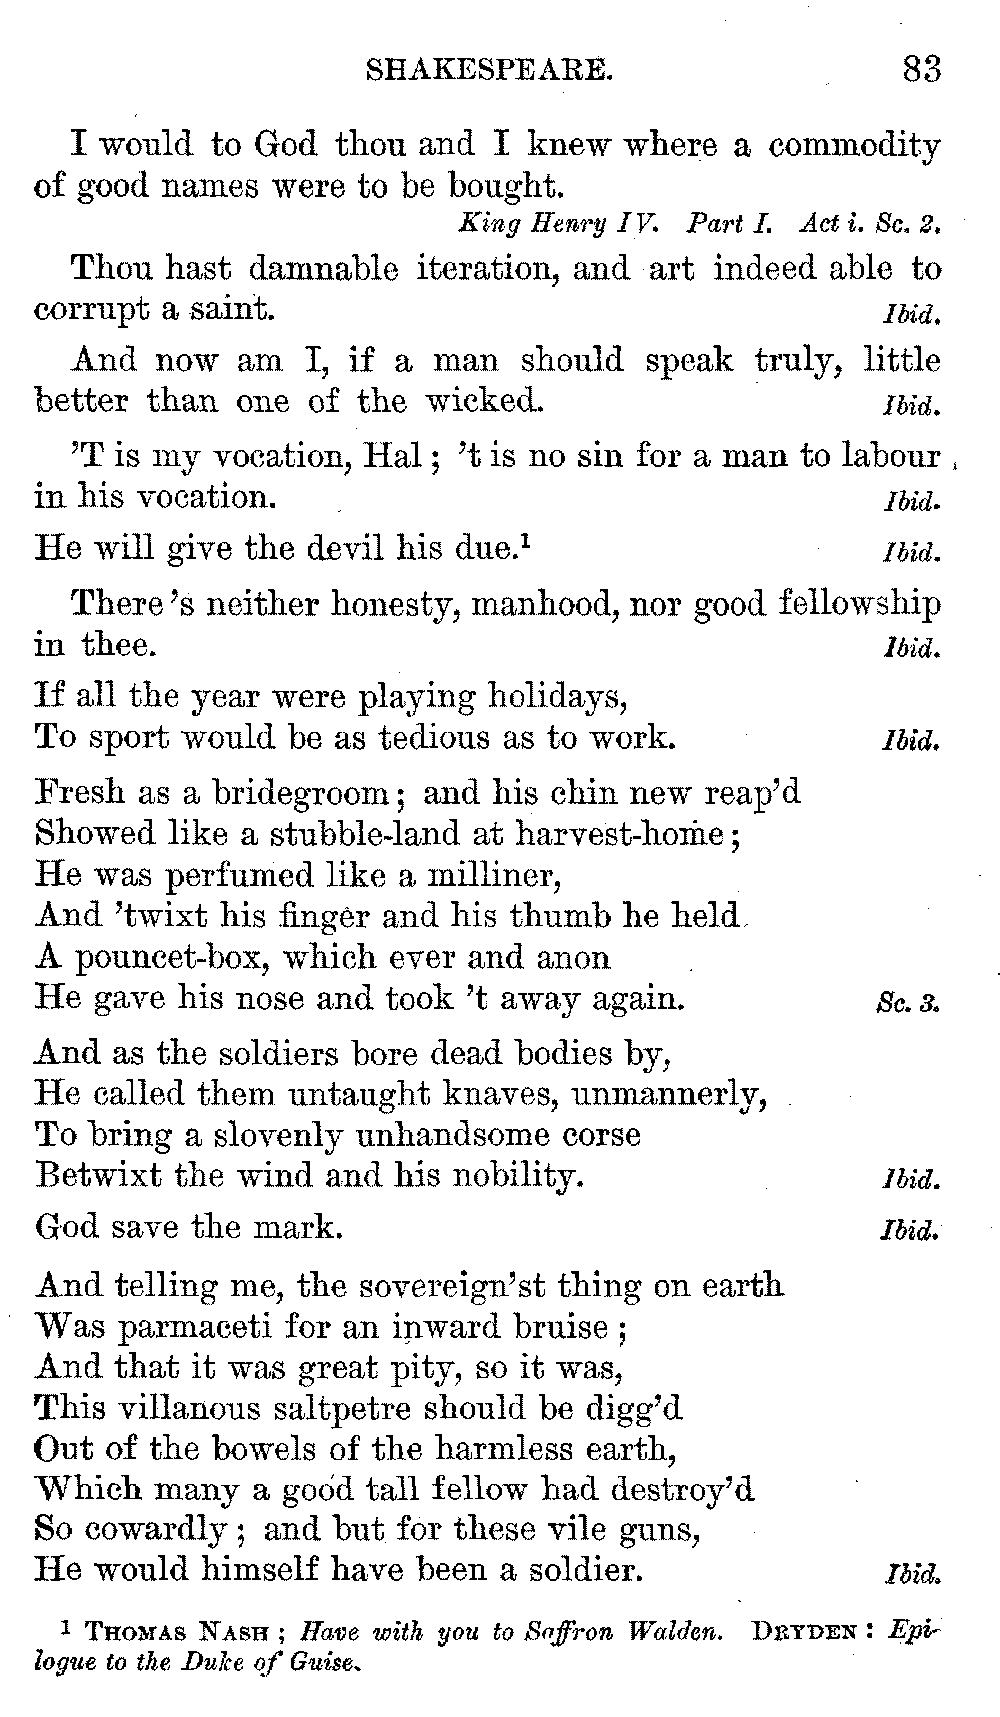 SHAKESPEARE. 83
I would to God thou and I knew where a commodity
of good names were to be bought.
King Henry IV. Part I. Act i. Sc. 2.
Thou hast damnable iteration, and art indeed able to
corrupt a saint. Ibid.
And now am I, if a man should speak truly, little
better than one of the wicked. Ibid.
'T is my vocation, Hal; 't is no sin for a man to labour
in his vocation. Ibid.
He will give the devil his due.¹ Ibid.
There's neither honesty, manhood, nor good fellowship
in thee. Ibid.
If all the year were playing holidays,
To sport would be as tedious as to work. Ibid.
Fresh as a bridegroom; and his chin new reap'd
Showed like a stubble-land at harvest-home;
He was perfumed like a milliner,
And 'twixt his finger and his thumb he held
A pouncet-box, which ever and anon
He gave his nose and took 't away again. Sc. 3.
And as the soldiers bore dead bodies by,
He called them untaught knaves, unmannerly,
To bring a slovenly unhandsome corse
Betwixt the wind and his nobility. Ibid.
God save the mark. Ibid.
And telling me, the sovereign'st thing on earth
Was parmaceti for an inward bruise;
And that it was great pity, so it was,
This villanous saltpetre should be digg'd
Out of the bowels of the harmless earth,
Which many a good tall fellow had destroy'd
So cowardly; and but for these vile guns,
He would himself have been a soldier. Ibid.
¹ THOMAS NASH; Have with you to Saffron Walden. DRYDEN: Epi-
logue to the Duke of Guise.